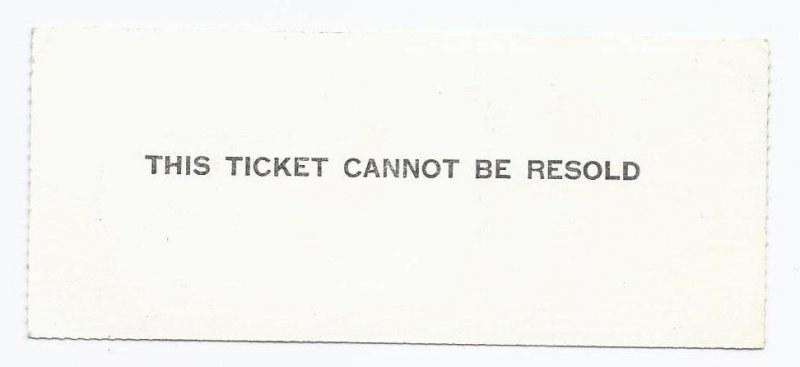 THIS TICKET CANNOT BE RESOLD